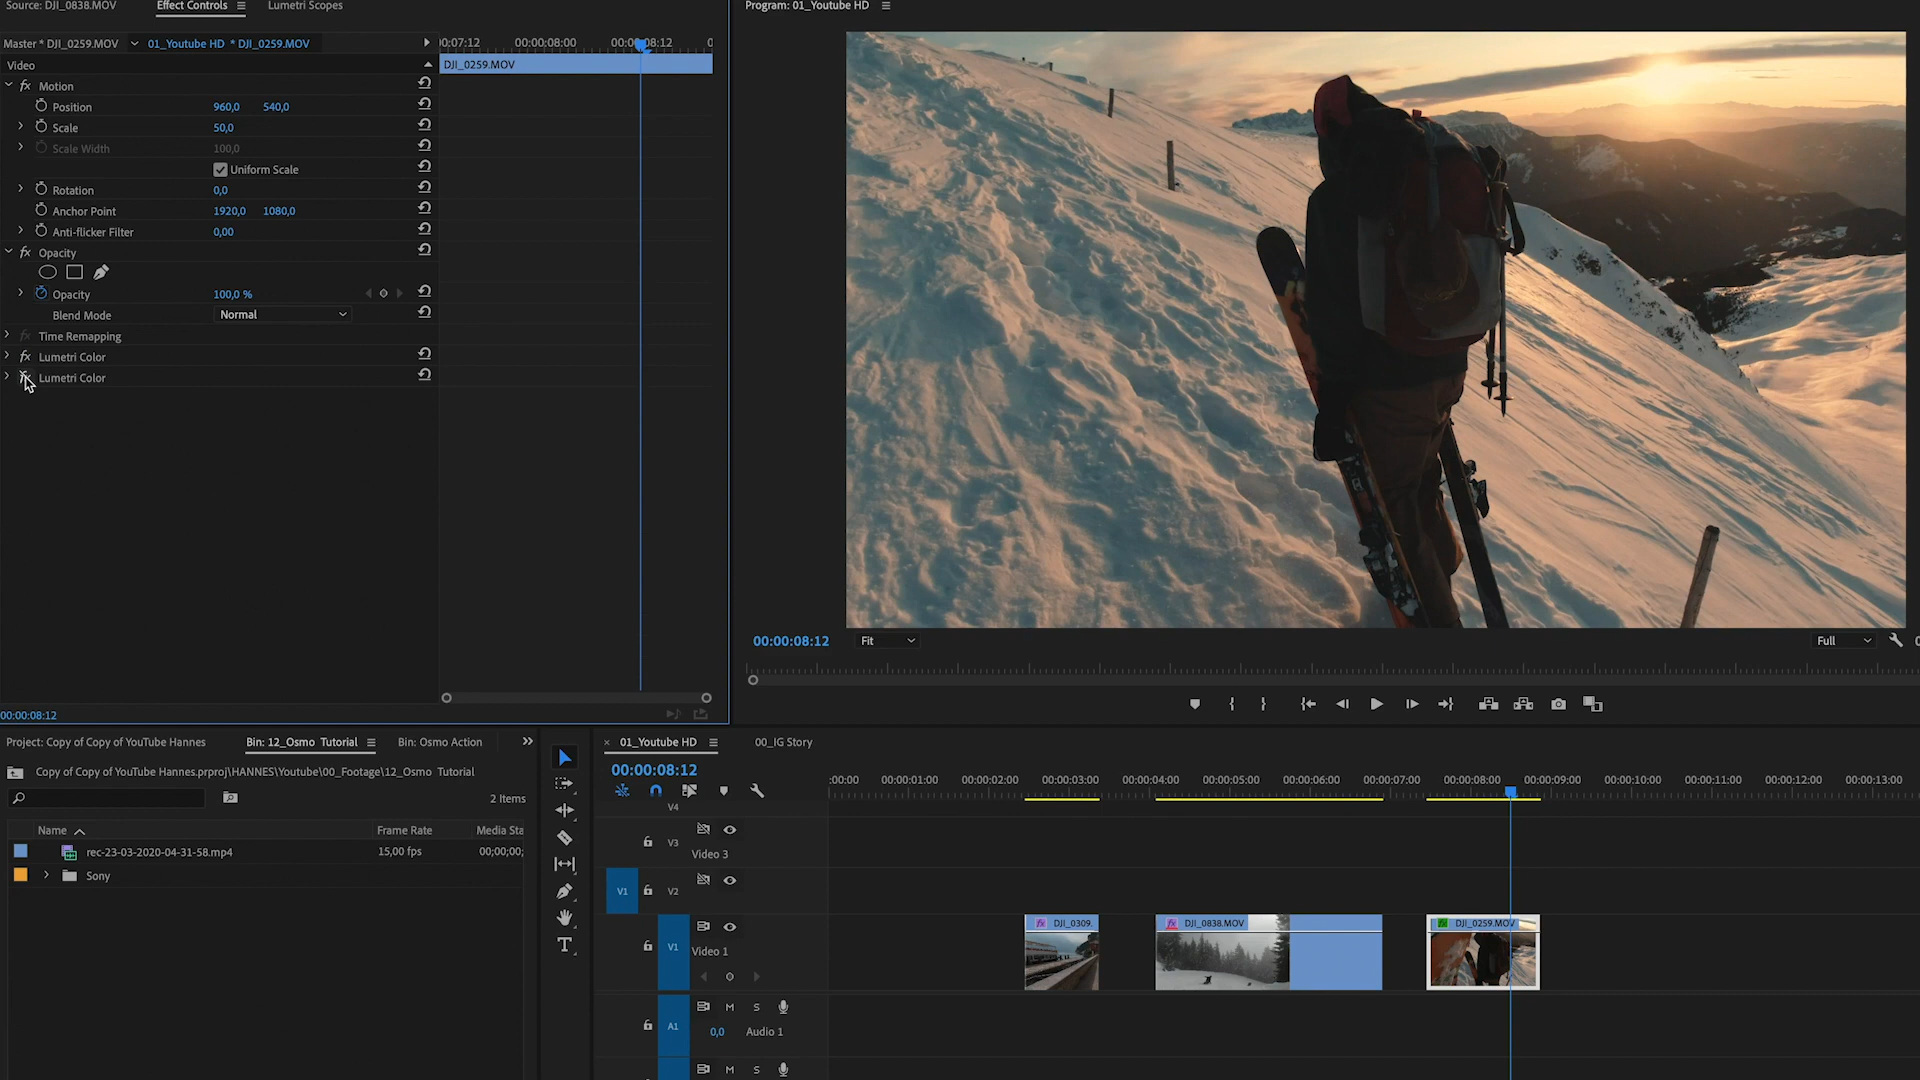 Source: DJI_0838.MOV
Effect Controls
Lumetri Scopes
Master * DJI_0259.MOV
01_Youtube HD * DJI_0259.MOV
0:07:12
00:00:08:00
Video
DJI_0259.MOV
fx Motion
Position 960,0 540,0
Scale 50,0
Scale Width 100,0
Uniform Scale
Rotation 0,0
Anchor Point 1920,0 1080,0
Anti-flicker Filter 0,00
fx Opacity
Opacity 100,0 %
Blend Mode Normal
fx Time Remapping
fx Lumetri Color
Lumetri Color
00:00:08:12
Program: 01_Youtube HD
00:00:08:12
Fit
Full
Project: Copy of Copy of YouTube Hannes
Bin: 12_Osmo Tutorial
Bin: Osmo Action
Copy of Copy of YouTube Hannes.prproj\HANNES\Youtube\00_Footage\12_Osmo Tutorial
2 Items
Name
Frame Rate
Media Sta
rec-23-03-2020-04-31-58.mp4
15,00 fps
00;00;00;
Sony
01_Youtube HD
00_IG Story
00:00:08:12
:00:00
00:00:01:00
00:00:02:00
00:00:03:00
00:00:04:00
00:00:05:00
00:00:06:00
00:00:07:00
00:00:08:00
00:00:09:00
00:00:10:00
00:00:11:00
00:00:12:00
00:00:13:00
V4
V3
Video 3
V1
V2
V1
Video 1
fx DJI_0309.
fx DJI_0838.MOV
fx DJI_0259.MOV
A1
M
S
0,0
Audio 1
M
S